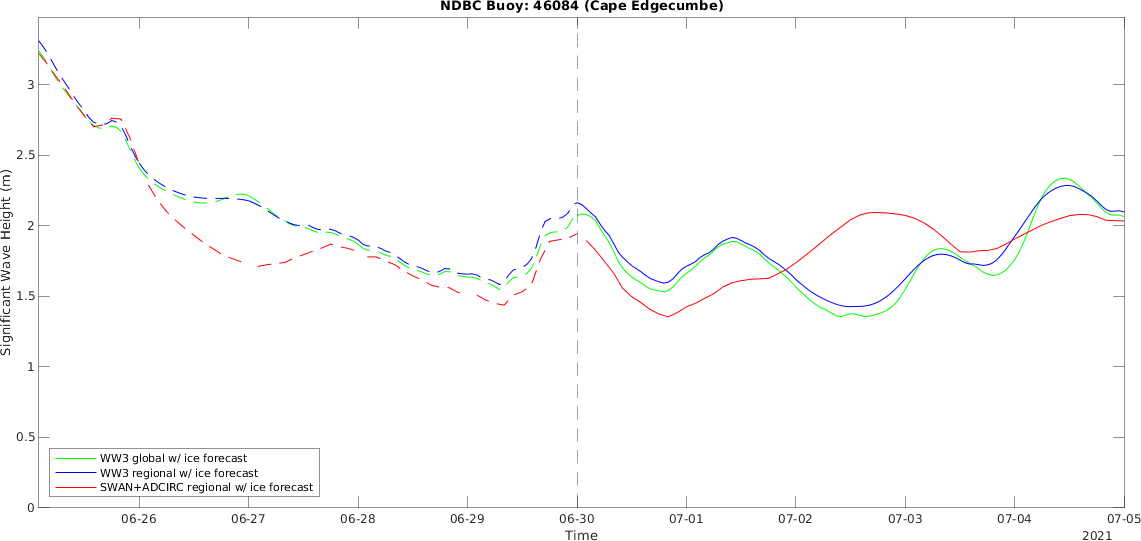 NDBC Buoy: 46084 (Cape Edgecumbe)
Significant Wave Height (m)
3
2.5
2
1.5
1
0.5
0
WW3 global w/ ice forecast
WW3 regional w/ ice forecast
SWAN+ADCIRC regional w/ ice forecast
06-26 06-27 06-28 06-29 06-30 07-01 07-02 07-03 07-04 07-05
Time
2021